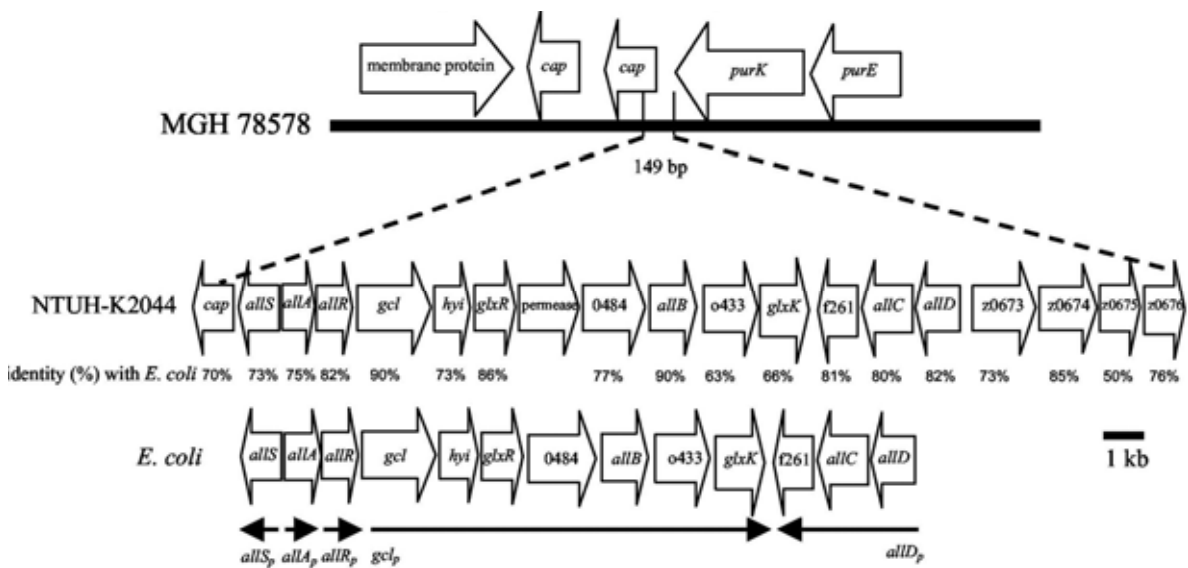 membrane protein cap cap purK purE
MGH 78578
149 bp
NTUH-K2044 cap allS allA allR gcl hyi glxR permease 0484 allB o433 glxK f261 allC allD z0673 z0674 z0675 z0676
identity (%) with E. coli 70% 73% 75% 82% 90% 73% 86% 77% 90% 63% 66% 81% 80% 82% 73% 85% 50% 76%
E. coli allS allA allR gcl hyi glxR 0484 allB o433 glxK f261 allC allD
1 kb
allSp allAp allRp gclp allDp